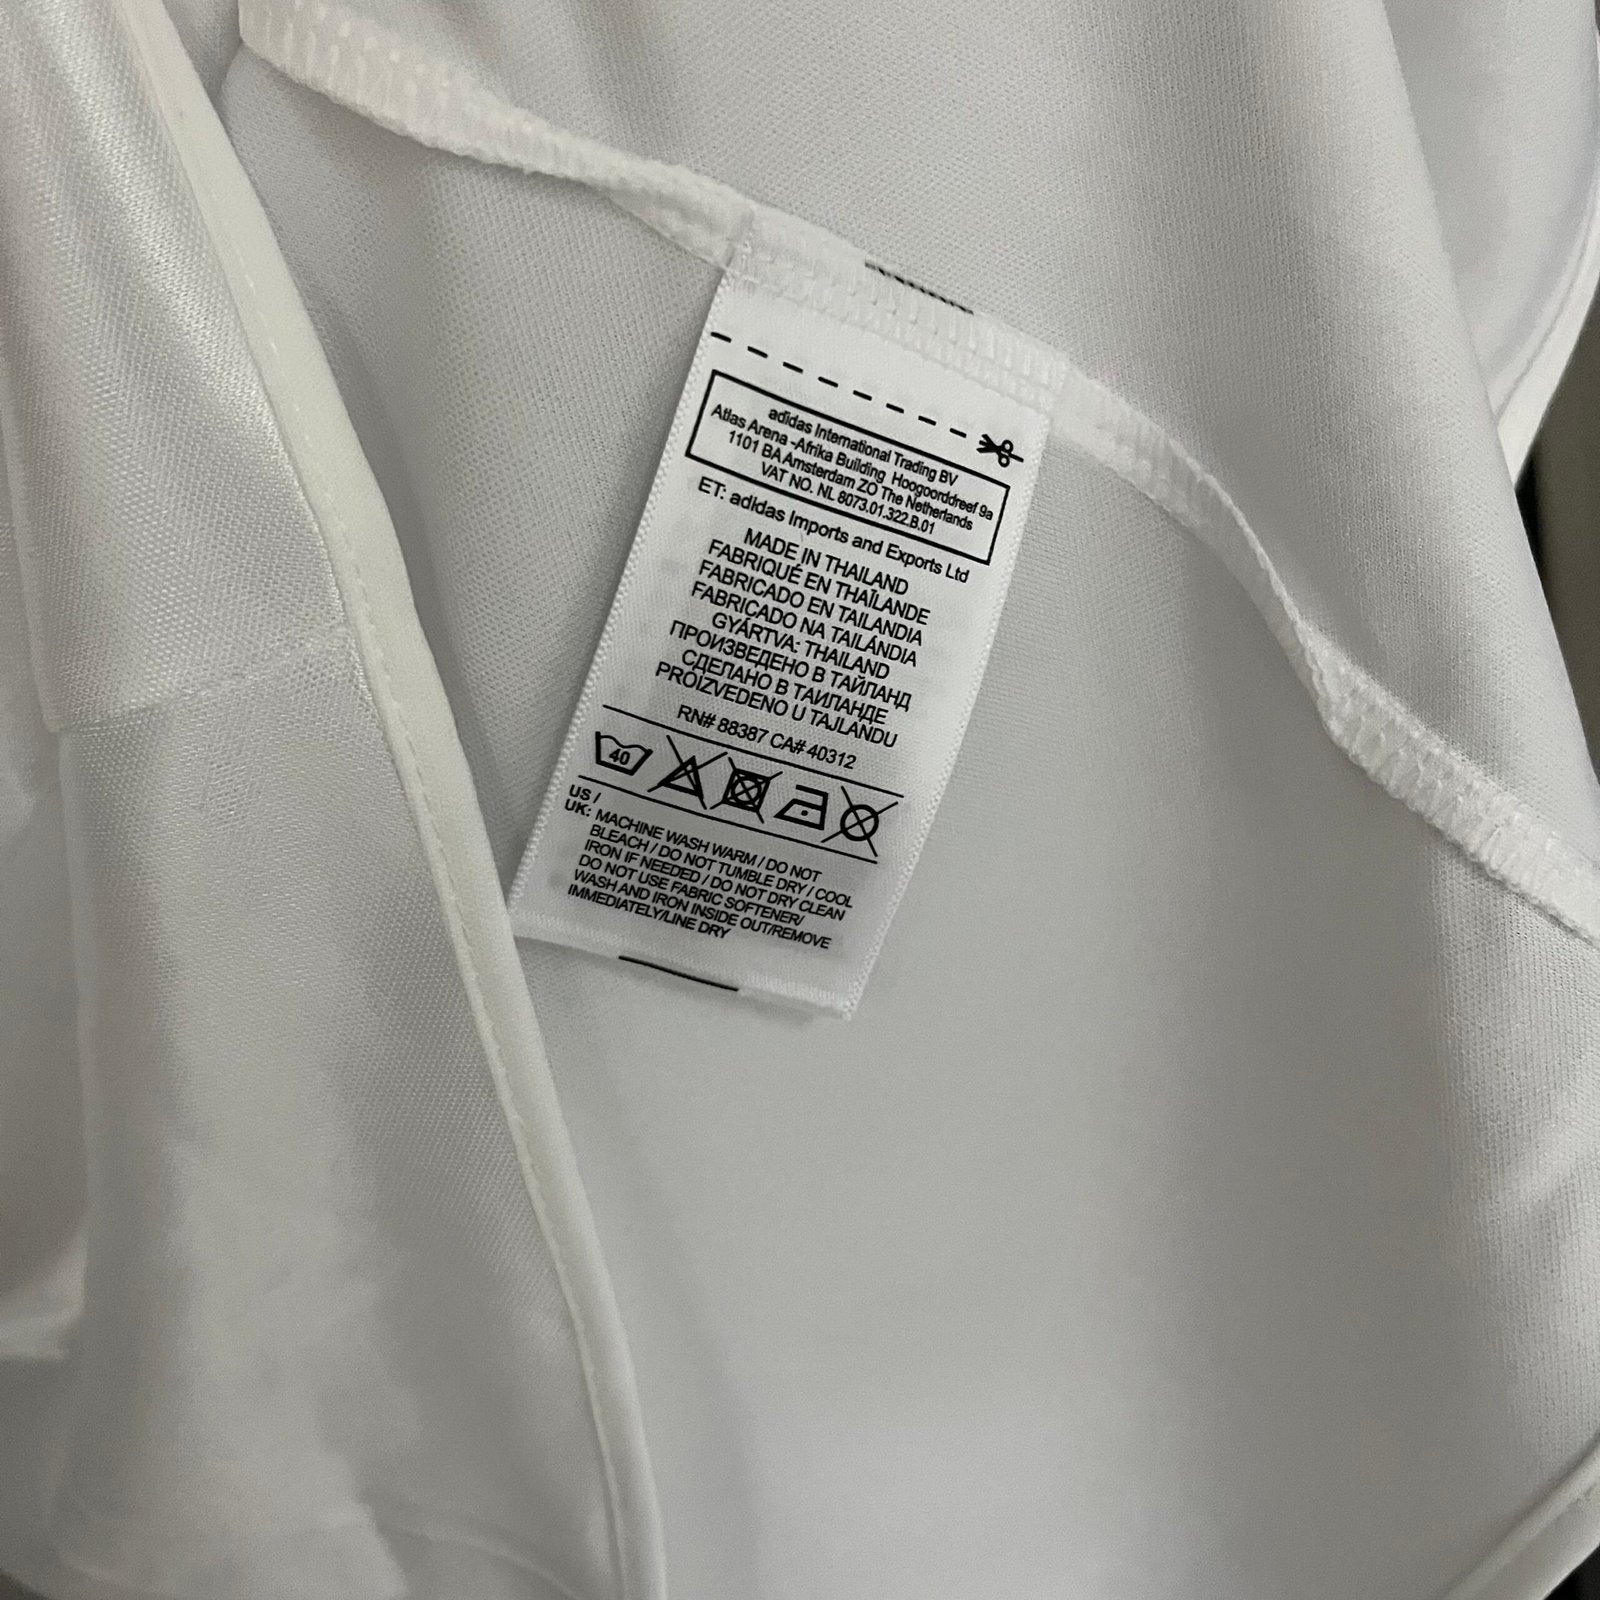 adidas International Trading BV
Atlas Arena -Afrika Building Hoogoorddreef 9a
1101 BA Amsterdam ZO The Netherlands
VAT NO. NL 8073.01.322.B.01
ET: adidas Imports and Exports Ltd
MADE IN THAILAND
FABRIQUÉ EN THAÏLANDE
FABRICADO EN TAILANDIA
FABRICADO NA TAILÁNDIA
GYÁRTVA: THAILAND
ПРОИЗВЕДЕНО В ТАЙЛАНД
СДЕЛАНО В ТАИЛАНДЕ
PROIZVEDENO U TAJLANDU
RN# 88387 CA# 40312
40
US /
UK: MACHINE WASH WARM / DO NOT
BLEACH / DO NOT TUMBLE DRY / COOL
IRON IF NEEDED / DO NOT DRY CLEAN
DO NOT USE FABRIC SOFTENER/
WASH AND IRON INSIDE OUT/REMOVE
IMMEDIATELY/LINE DRY